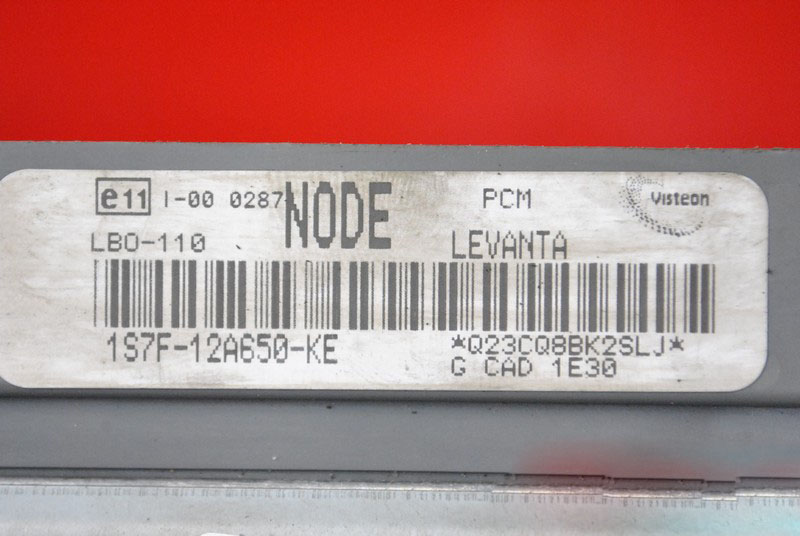 e11 I-00 0287 NODE PCM Visteon
LBO-110 LEVANTA
1S7F-12A650-KE *Q23CQ8BK2SLJ*
G CAD 1E30